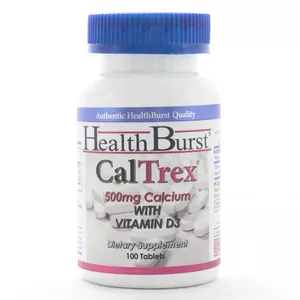 Authentic HealthBurst Quality
HealthBurst®
CalTrex®
500mg Calcium
WITH
VITAMIN D3
Dietary Supplement
100 Tablets